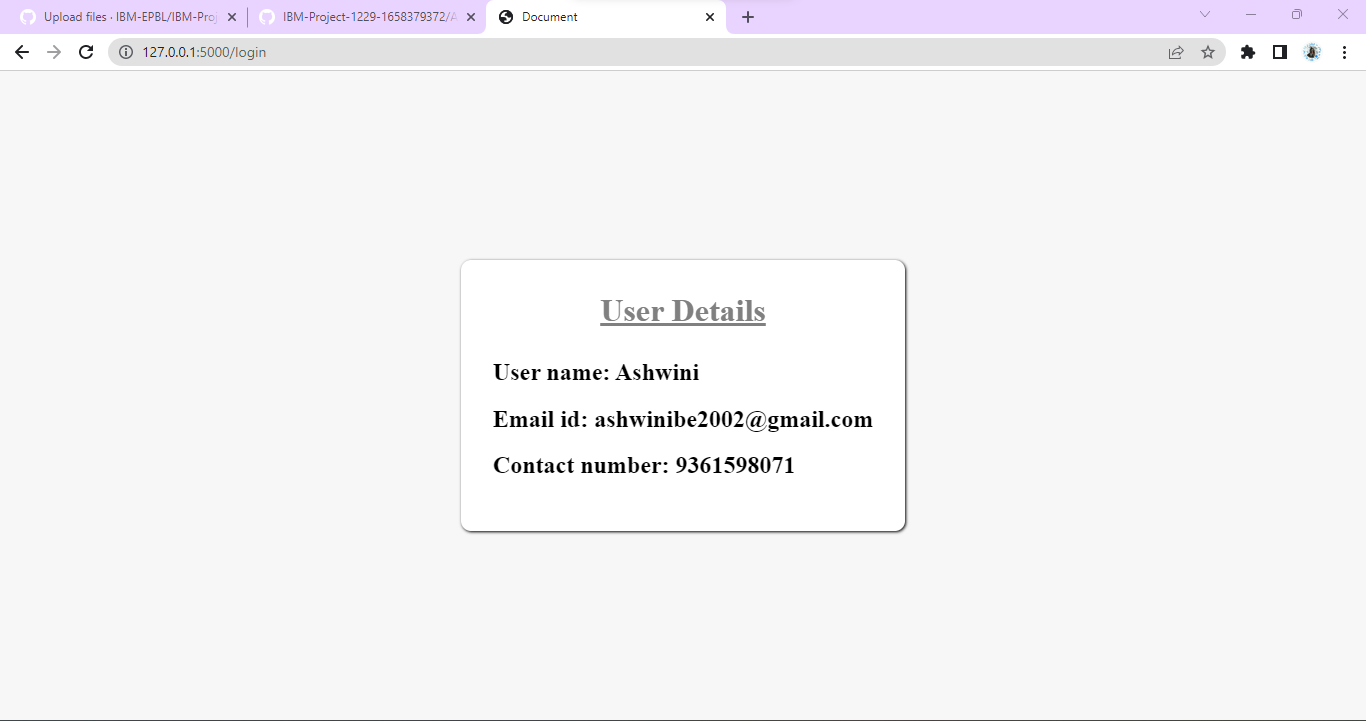 Upload files · IBM-EPBL/IBM-Proj
IBM-Project-1229-1658379372/A
Document
127.0.0.1:5000/login
User Details
User name: Ashwini
Email id: ashwinibe2002@gmail.com
Contact number: 9361598071